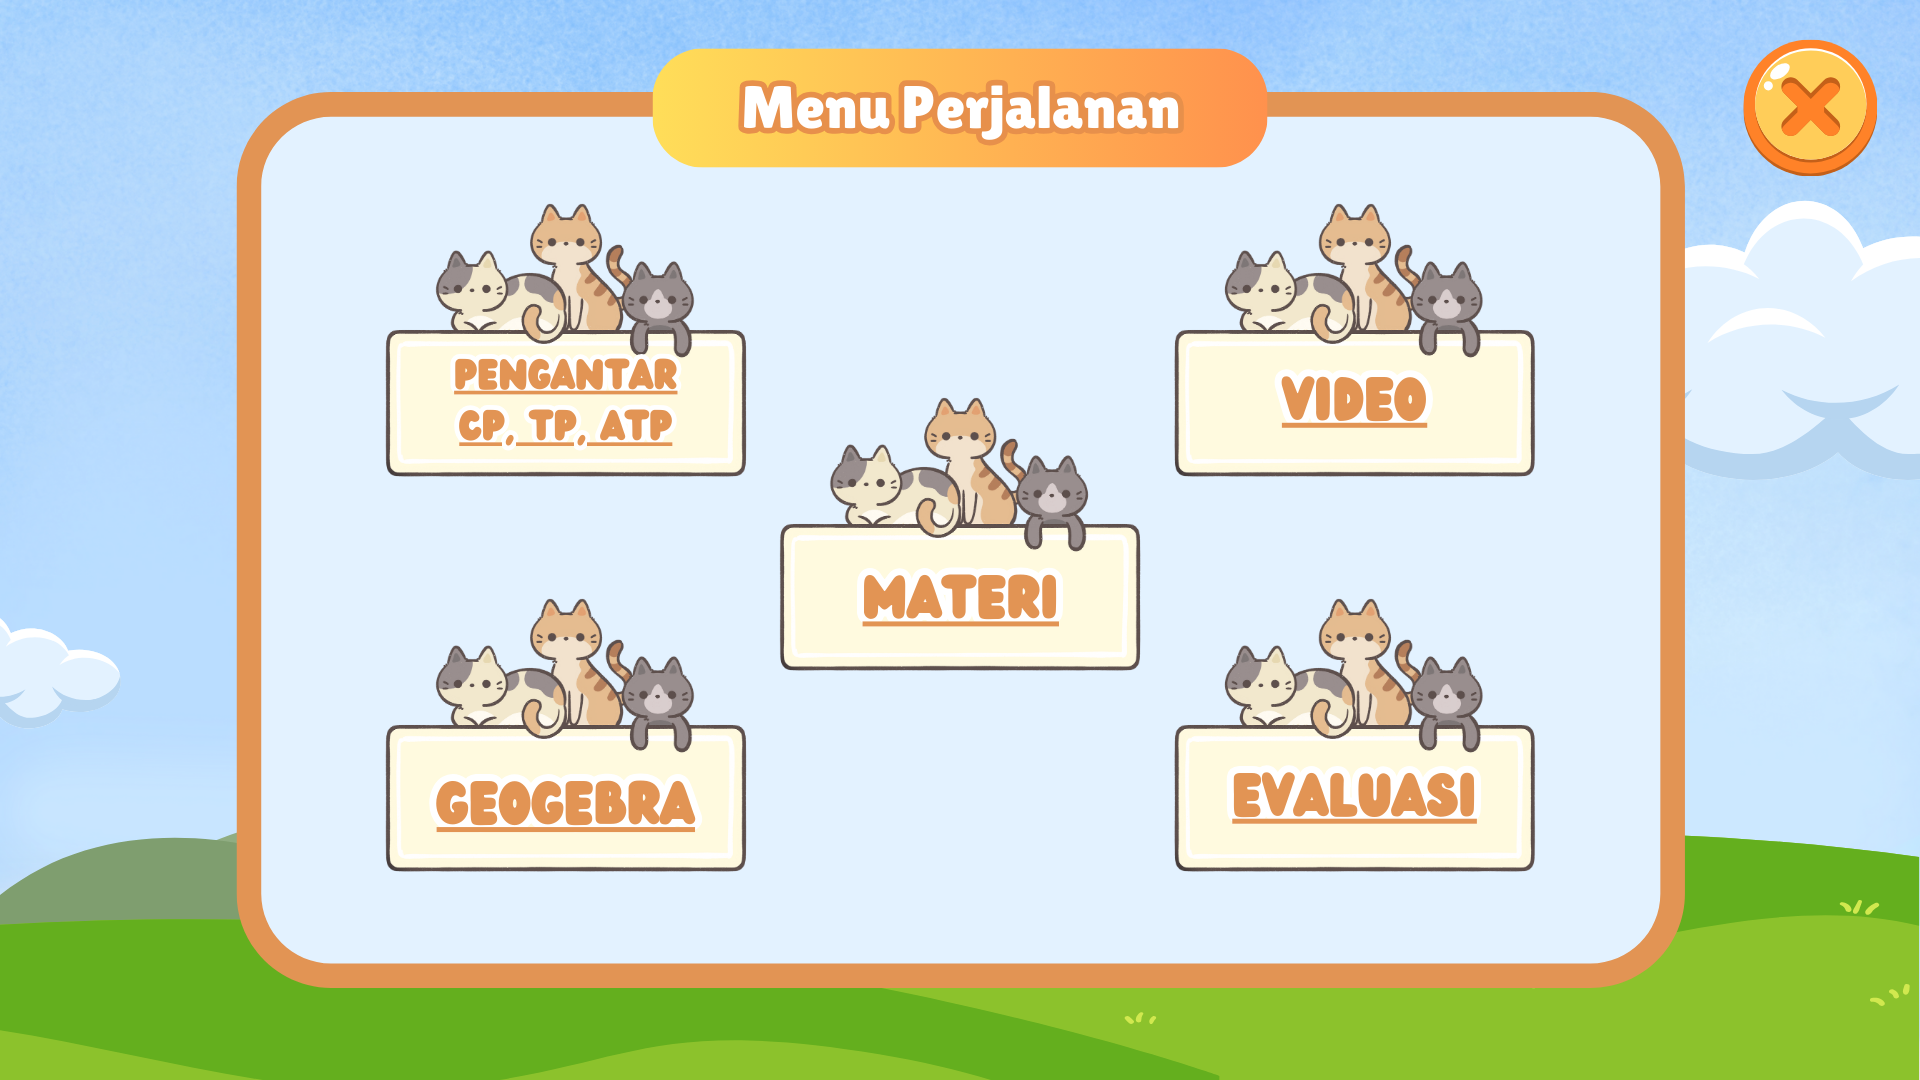 Menu Perjalanan
PENGANTAR
CP, TP, ATP
VIDEO
MATERI
GEOGEBRA
EVALUASI